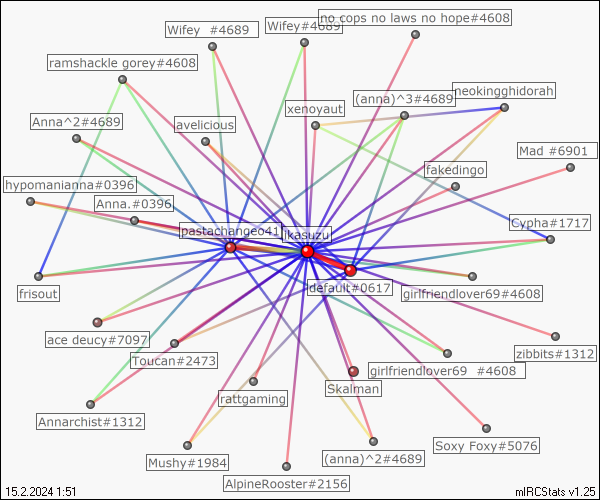 no cops no laws no hope#4608
Wifey #4689
Wifey#4689
ramshackle gorey#4608
neokingghidorah
(anna)^3#4689
xenoyaut
Anna^2#4689
avelicious
Mad #6901
fakedingo
hypomanianna#0396
Anna.#0396
Cypha#1717
pastachangeo41
ikasuzu
default#0617
frisout
girlfriendlover69#4608
ace deucy#7097
Toucan#2473
zibbits#1312
girlfriendlover69 #4608
Skalman
rattgaming
Annarchist#1312
Soxy Foxy#5076
(anna)^2#4689
Mushy#1984
AlpineRooster#2156
15.2.2024 1:51
mIRCStats v1.25